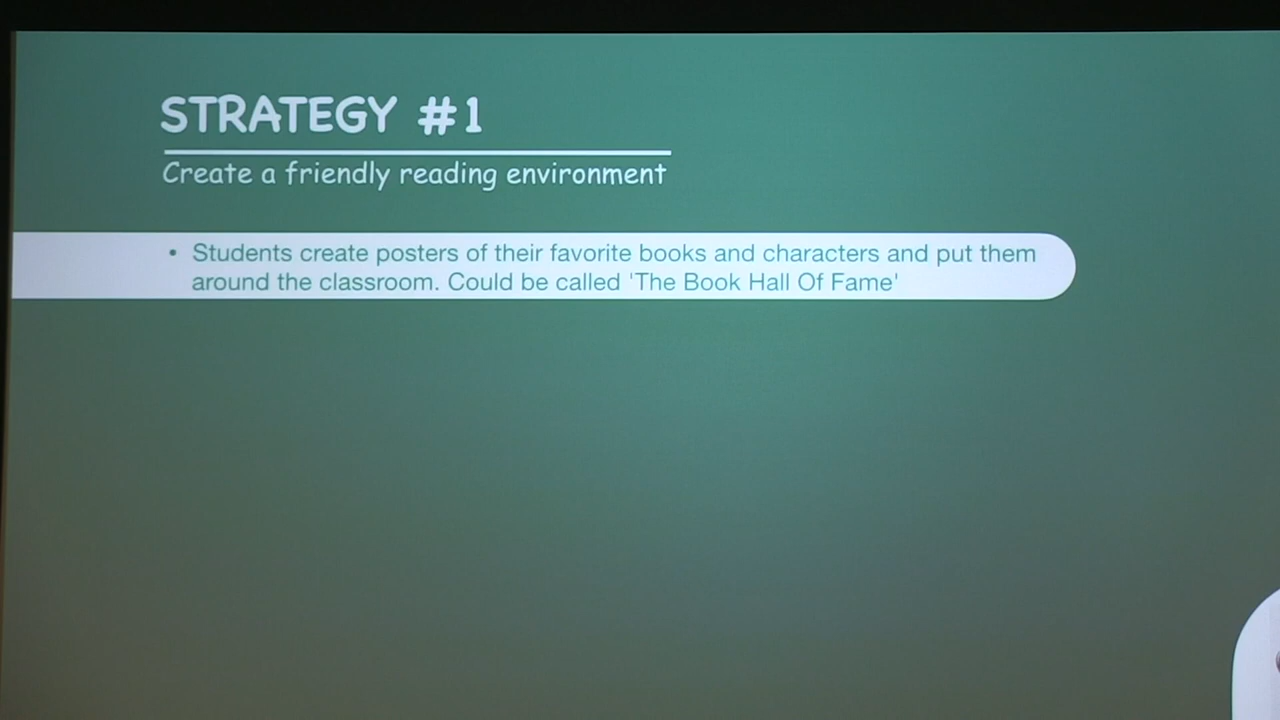 STRATEGY #1
Create a friendly reading environment
• Students create posters of their favorite books and characters and put them
around the classroom. Could be called 'The Book Hall Of Fame'